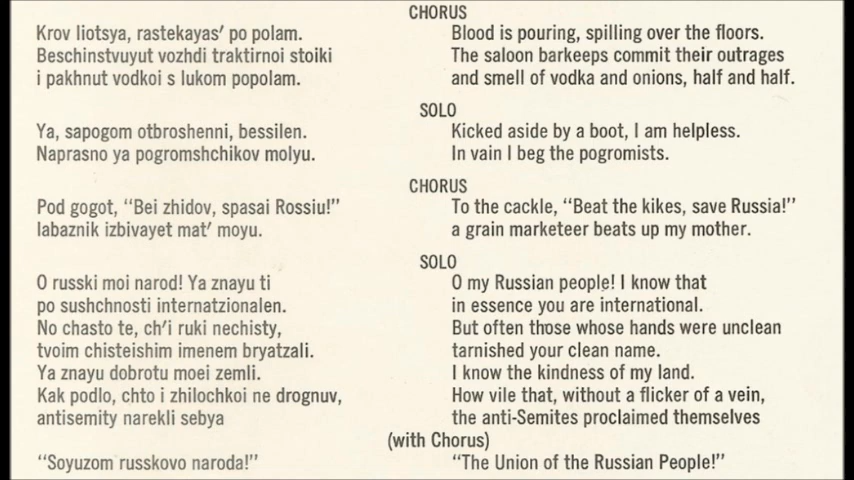 CHORUS
Krov liotsya, rastekayas' po polam.
Beschinstvuyut vozhdi traktirnoi stoiki
i pakhnut vodkoi s lukom popolam.
Blood is pouring, spilling over the floors.
The saloon barkeeps commit their outrages
and smell of vodka and onions, half and half.
SOLO
Ya, sapogom otbroshenni, bessilen.
Naprasno ya pogromshchikov molyu.
Kicked aside by a boot, I am helpless.
In vain I beg the pogromists.
CHORUS
Pod gogot, “Bei zhidov, spasai Rossiu!”
labaznik izbivayet mat' moyu.
To the cackle, “Beat the kikes, save Russia!”
a grain marketeer beats up my mother.
SOLO
O russki moi narod! Ya znayu ti
po sushchnosti internatzionalen.
No chasto te, ch'i ruki nechisty,
tvoim chisteishim imenem bryatzali.
Ya znayu dobrotu moei zemli.
Kak podlo, chto i zhilochkoi ne drognuv,
antisemity narekli sebya
O my Russian people! I know that
in essence you are international.
But often those whose hands were unclean
tarnished your clean name.
I know the kindness of my land.
How vile that, without a flicker of a vein,
the anti-Semites proclaimed themselves
(with Chorus)
“Soyuzom russkovo naroda!”
“The Union of the Russian People!”